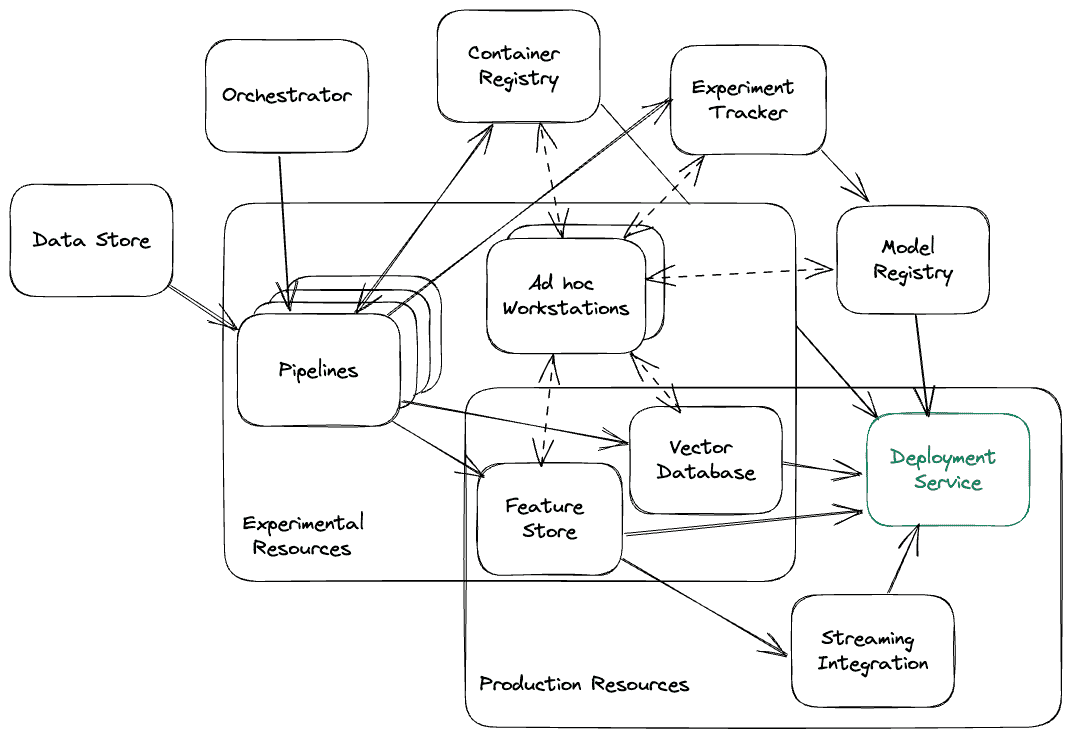 Container
Registry
Orchestrator
Experiment
Tracker
Data Store
Model
Registry
Ad hoc
Workstations
Pipelines
Vector
Database
Deployment
Service
Feature
Store
Experimental
Resources
Streaming
Integration
Production Resources